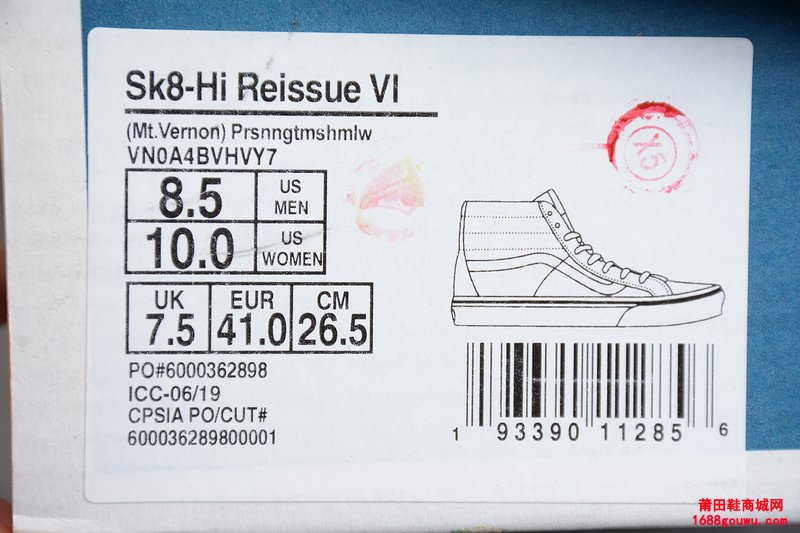 Sk8-Hi Reissue VI
(Mt.Vernon) Prsnngtmshmlw
VN0A4BVHVY7
8.5 US MEN
10.0 US WOMEN
UK EUR CM
7.5 41.0 26.5
PO#6000362898
ICC-06/19
CPSIA PO/CUT#
600036289800001
X5
1 93390 11285 6
莆田鞋商城网
1688gouwu.com